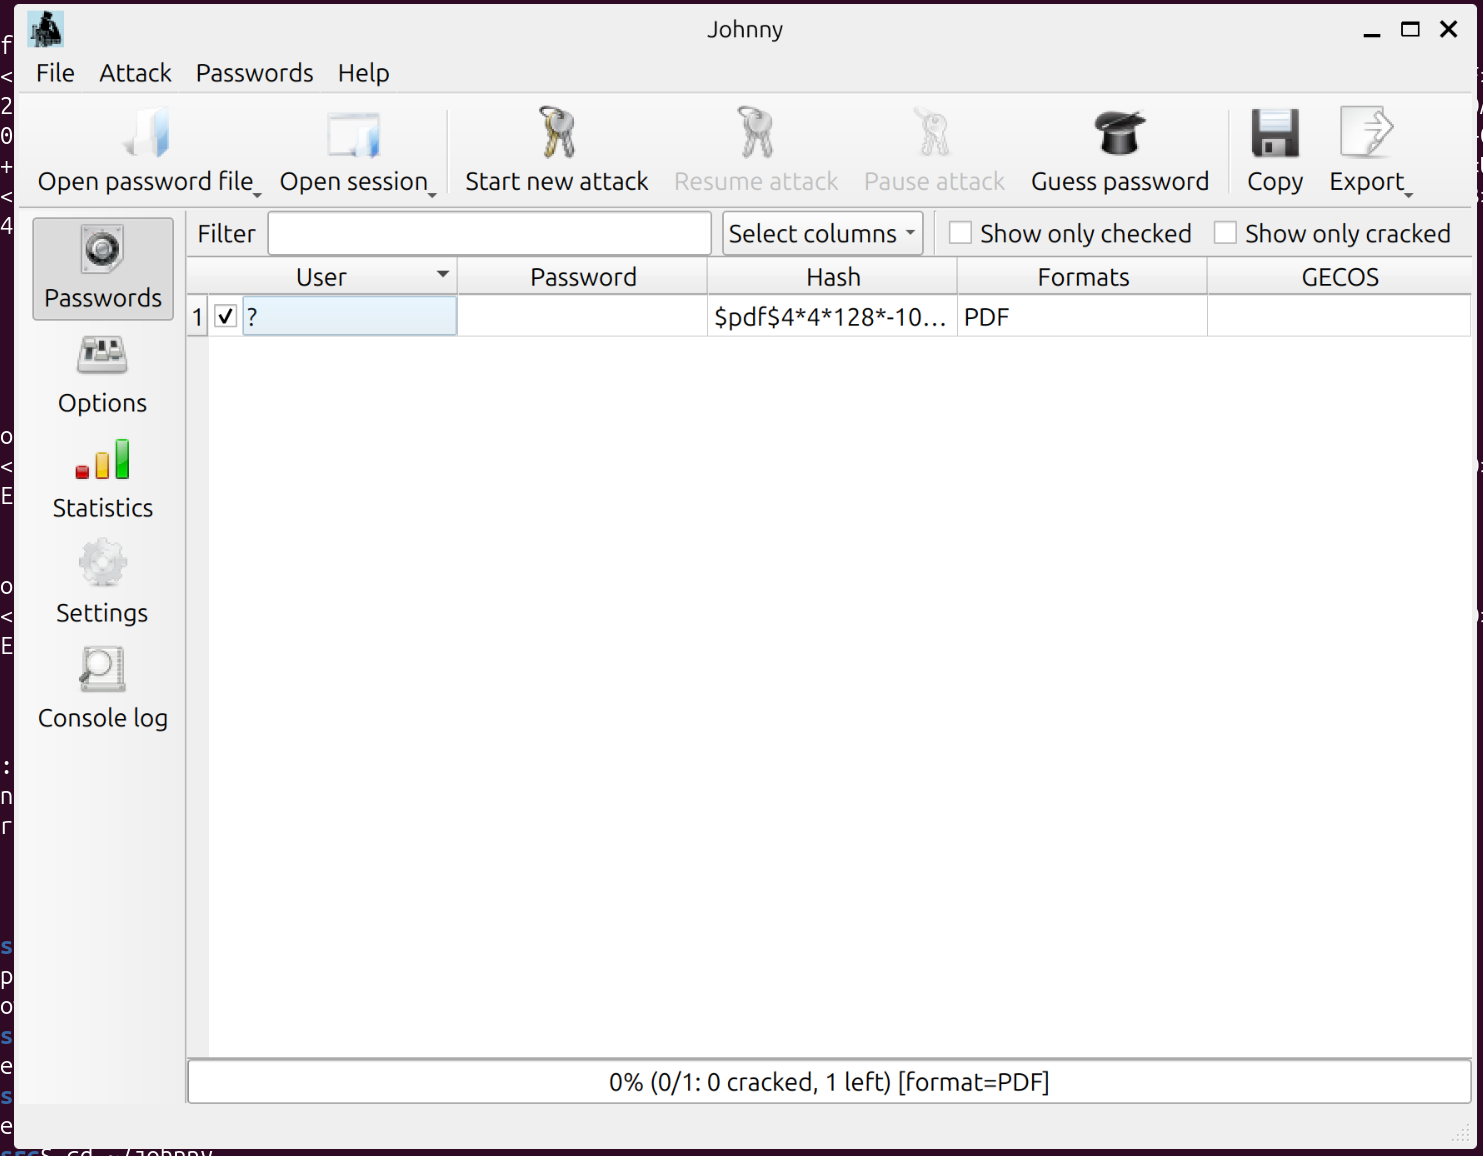 Johnny
File Attack Passwords Help
Open password file Open session Start new attack Resume attack Pause attack Guess password Copy Export
Passwords
Options
Statistics
Settings
Console log
Filter Select columns Show only checked Show only cracked
User Password Hash Formats GECOS
1 ? $pdf$4*4*128*-10... PDF
0% (0/1: 0 cracked, 1 left) [format=PDF]
$ cd ~/johnny